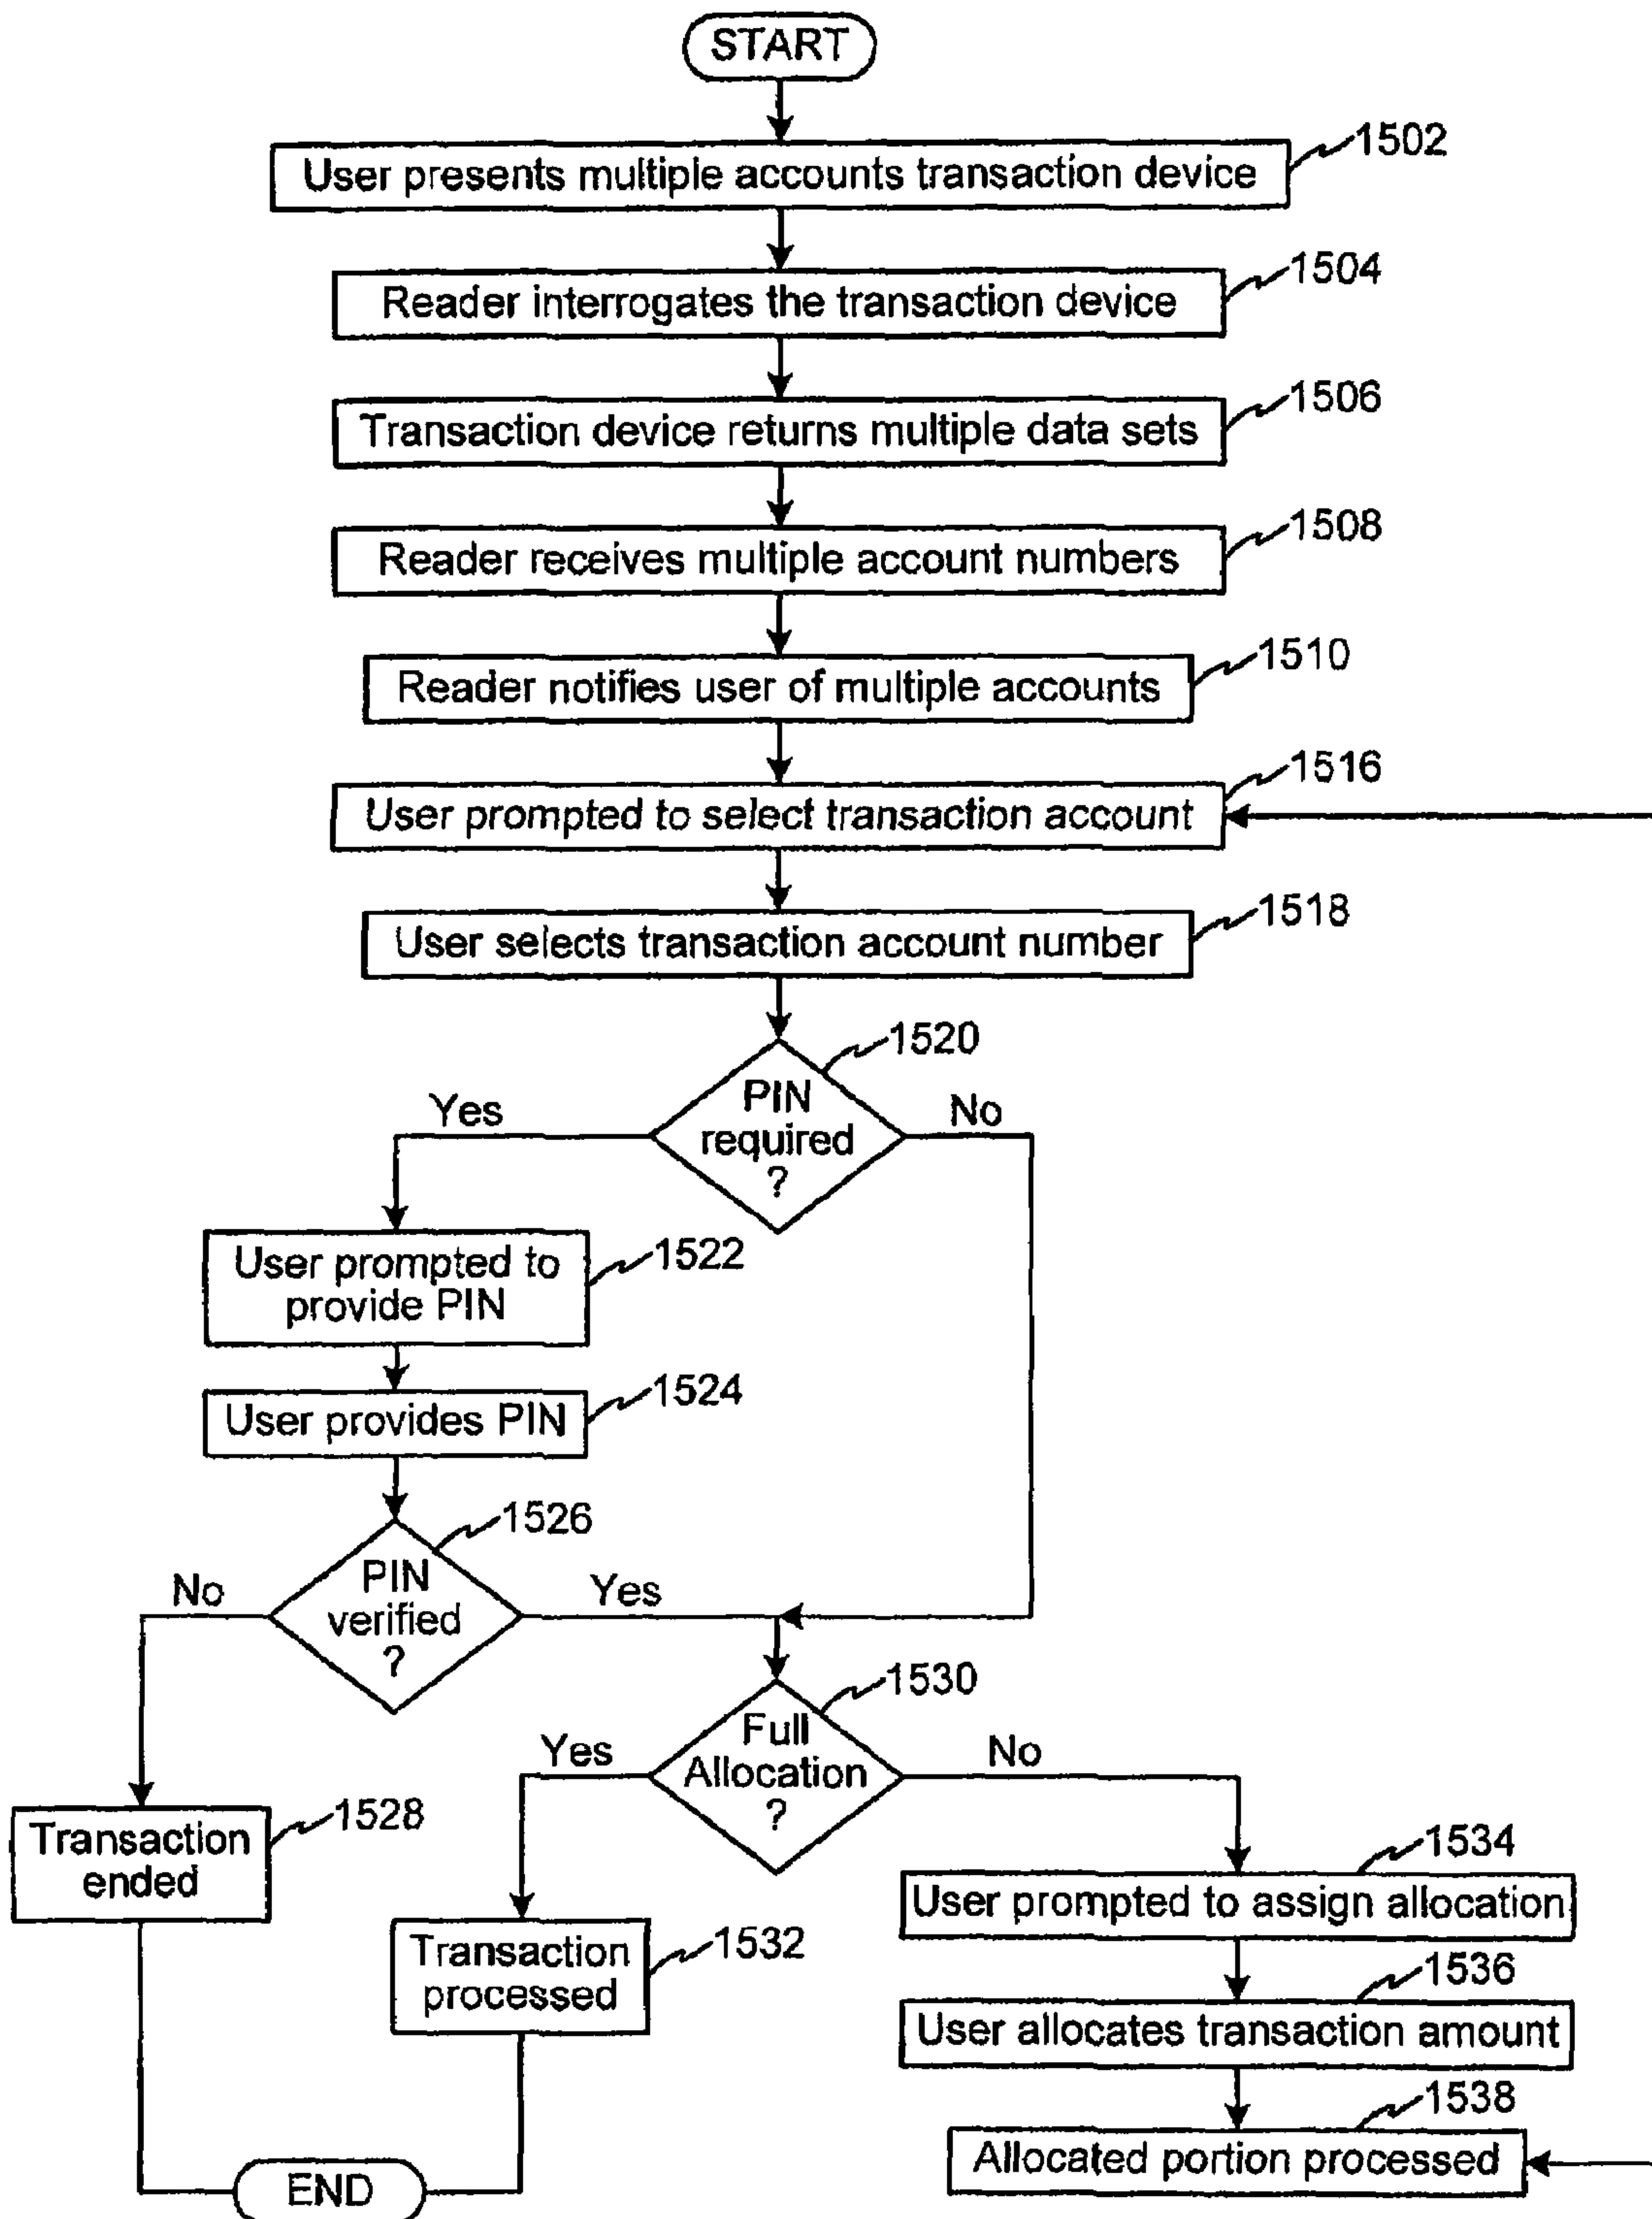 START
User presents multiple accounts transaction device
1502
Reader interrogates the transaction device
1504
Transaction device returns multiple data sets
1506
Reader receives multiple account numbers
1508
Reader notifies user of multiple accounts
1510
User prompted to select transaction account
1516
User selects transaction account number
1518
PIN
required
?
1520
Yes
No
User prompted to
provide PIN
1522
User provides PIN
1524
PIN
verified
?
1526
No
Yes
Full
Allocation
?
1530
Yes
No
Transaction
ended
1528
Transaction
processed
1532
User prompted to assign allocation
1534
User allocates transaction amount
1536
Allocated portion processed
1538
END